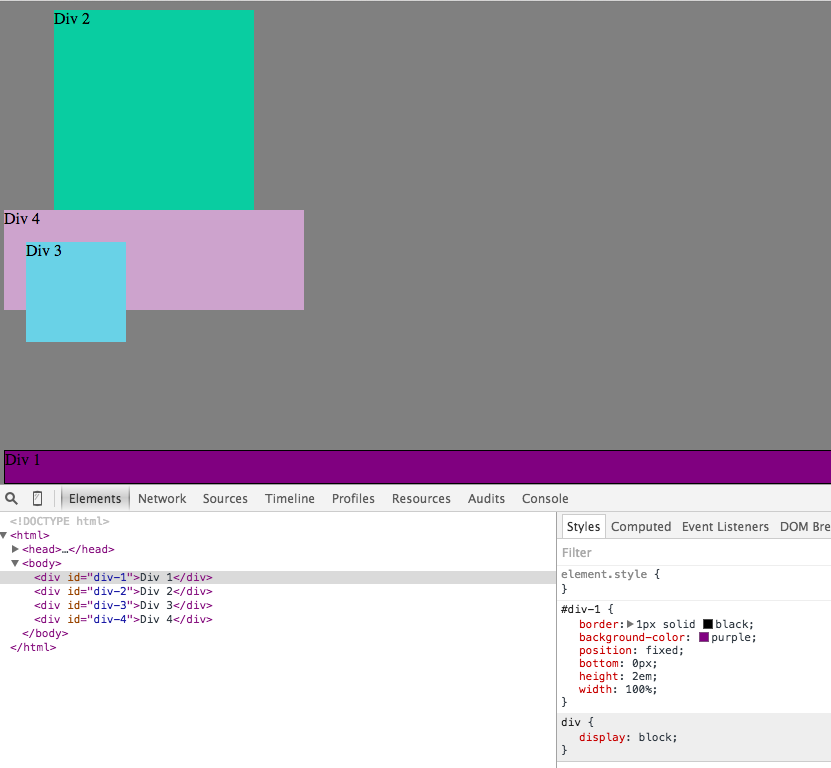 Div 2
Div 4
Div 3
Div 1
Elements Network Sources Timeline Profiles Resources Audits Console
<!DOCTYPE html>
<html>
<head>…</head>
<body>
<div id="div-1">Div 1</div>
<div id="div-2">Div 2</div>
<div id="div-3">Div 3</div>
<div id="div-4">Div 4</div>
</body>
</html>
Styles Computed Event Listeners DOM Bre
Filter
element.style {
}
#div-1 {
border: 1px solid black;
background-color: purple;
position: fixed;
bottom: 0px;
height: 2em;
width: 100%;
}
div {
display: block;
}